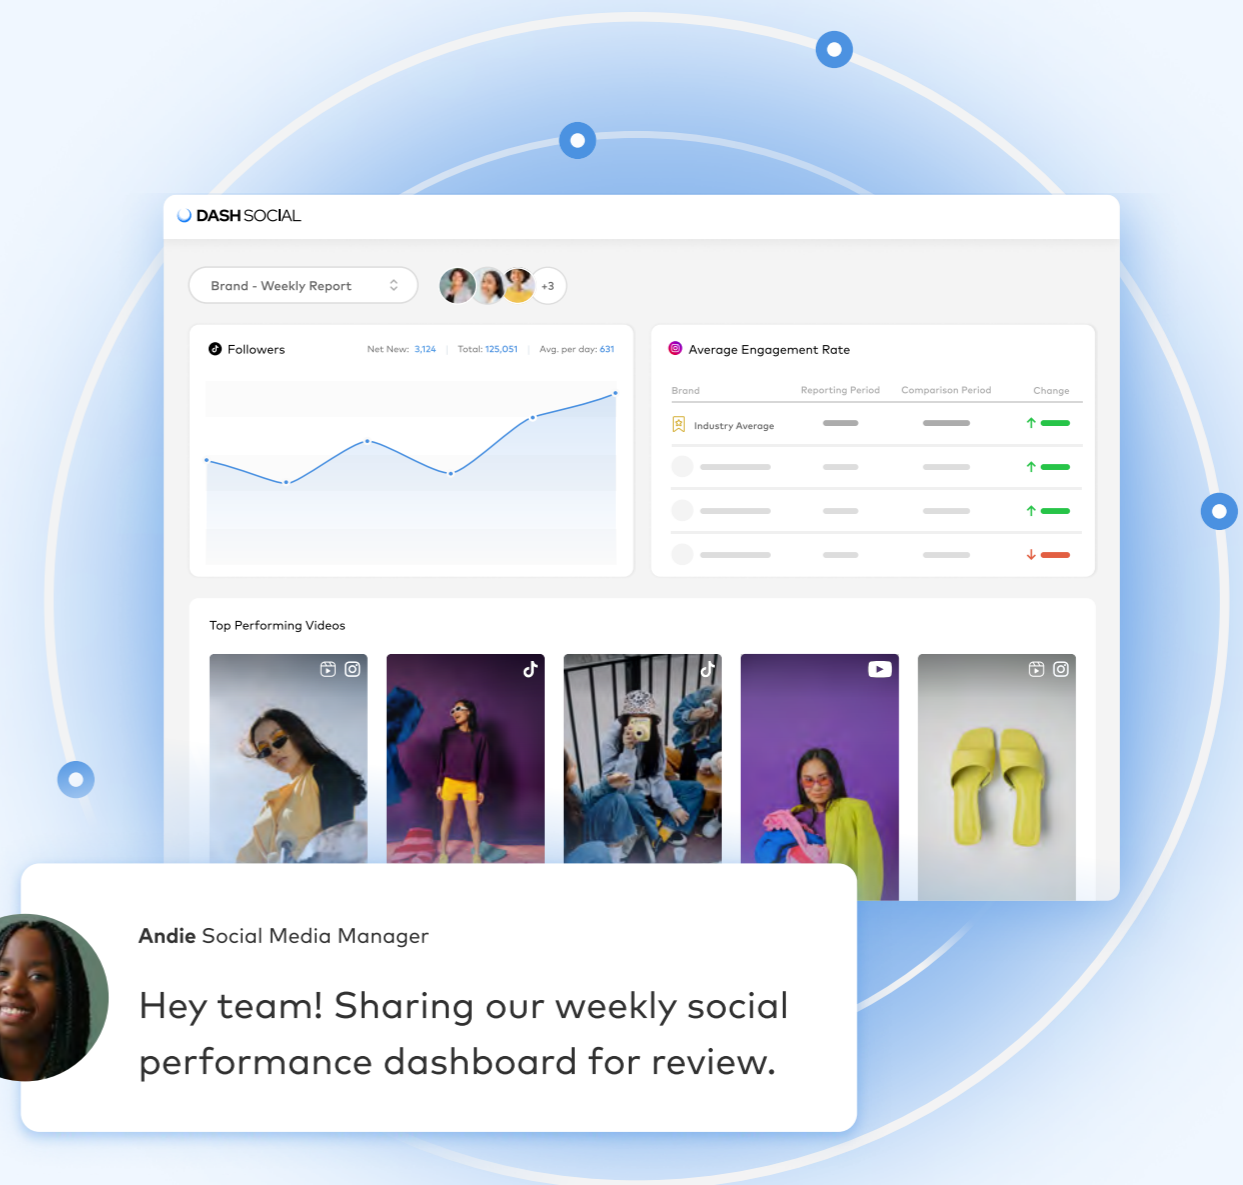 DASH SOCIAL
Brand - Weekly Report
+3
Followers
Net New: 3,124 | Total: 125,051 | Avg. per day: 631
Average Engagement Rate
Brand Reporting Period Comparison Period Change
Industry Average
Top Performing Videos
Andie Social Media Manager
Hey team! Sharing our weekly social
performance dashboard for review.